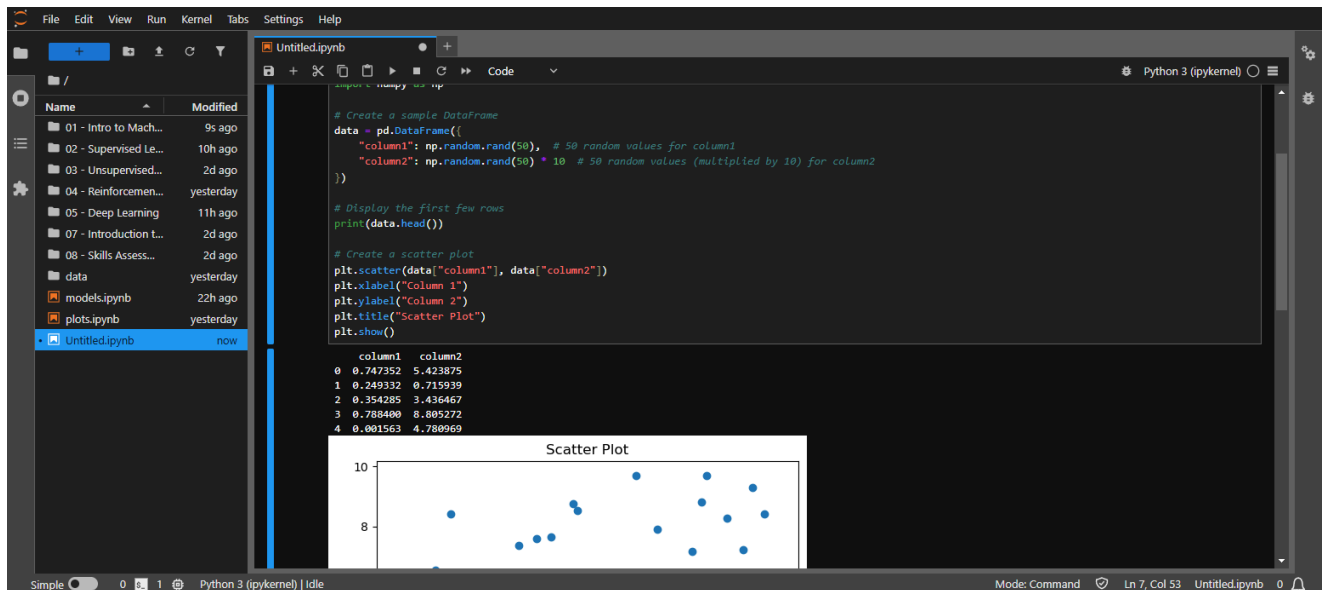 File Edit View Run Kernel Tabs Settings Help
+
/
Name Modified
01 - Intro to Mach... 9s ago
02 - Supervised Le... 10h ago
03 - Unsupervised... 2d ago
04 - Reinforcemen... yesterday
05 - Deep Learning 11h ago
07 - Introduction t... 2d ago
08 - Skills Assess... 2d ago
data yesterday
models.ipynb 22h ago
plots.ipynb yesterday
Untitled.ipynb now
Untitled.ipynb
Code Python 3 (ipykernel)
import numpy as np
# Create a sample DataFrame
data = pd.DataFrame({
"column1": np.random.rand(50), # 50 random values for column1
"column2": np.random.rand(50) * 10 # 50 random values (multiplied by 10) for column2
})
# Display the first few rows
print(data.head())
# Create a scatter plot
plt.scatter(data["column1"], data["column2"])
plt.xlabel("Column 1")
plt.ylabel("Column 2")
plt.title("Scatter Plot")
plt.show()
column1 column2
0 0.747352 5.423875
1 0.249332 0.715939
2 0.354285 3.436467
3 0.788400 8.805272
4 0.001563 4.780969
Scatter Plot
10
8
Simple 0 1 Python 3 (ipykernel) | Idle Mode: Command Ln 7, Col 53 Untitled.ipynb 0